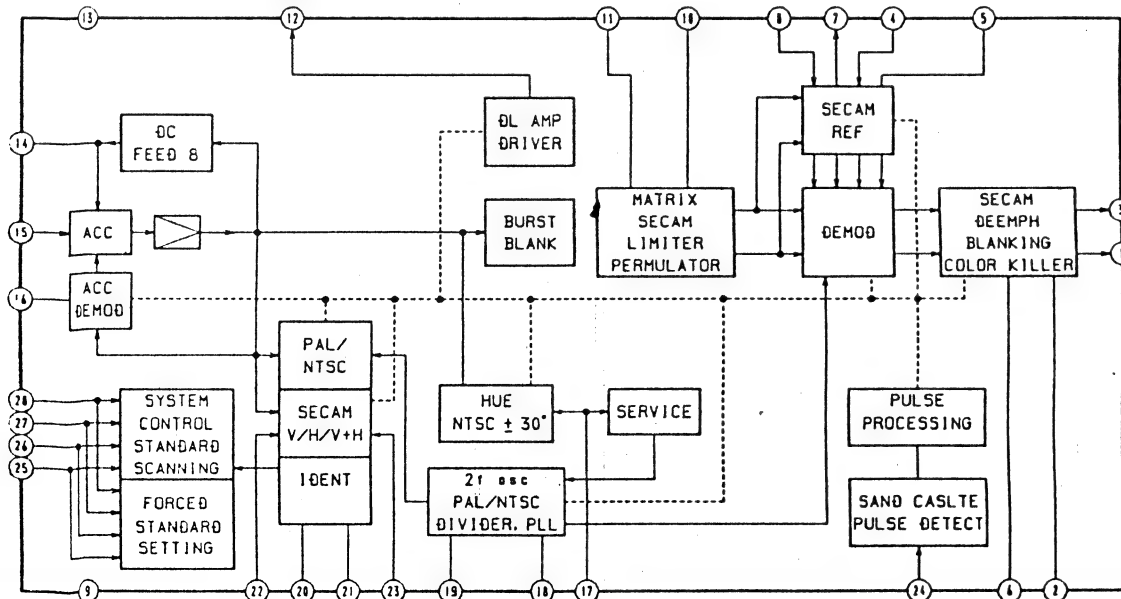 13
12
11
10
8
7
4
5
14
DC
FEED 8
DL AMP
DRIVER
SECAM
REF
15
ACC
BURST
BLANK
MATRIX
SECAM
LIMITER
PERMULATOR
DEMOD
SECAM
DEEMPH
BLANKING
COLOR KILLER
16
ACC
DEMOD
PAL/
NTSC
SECAM
V/H/V+H
IDENT
HUE
NTSC ± 30°
SERVICE
PULSE
PROCESSING
28
27
26
25
SYSTEM
CONTROL
STANDARD
SCANNING
FORCED
STANDARD
SETTING
2f osc
PAL/NTSC
DIVIDER, PLL
SAND CASLTE
PULSE DETECT
9
22
20
21
23
19
18
17
24
6
2